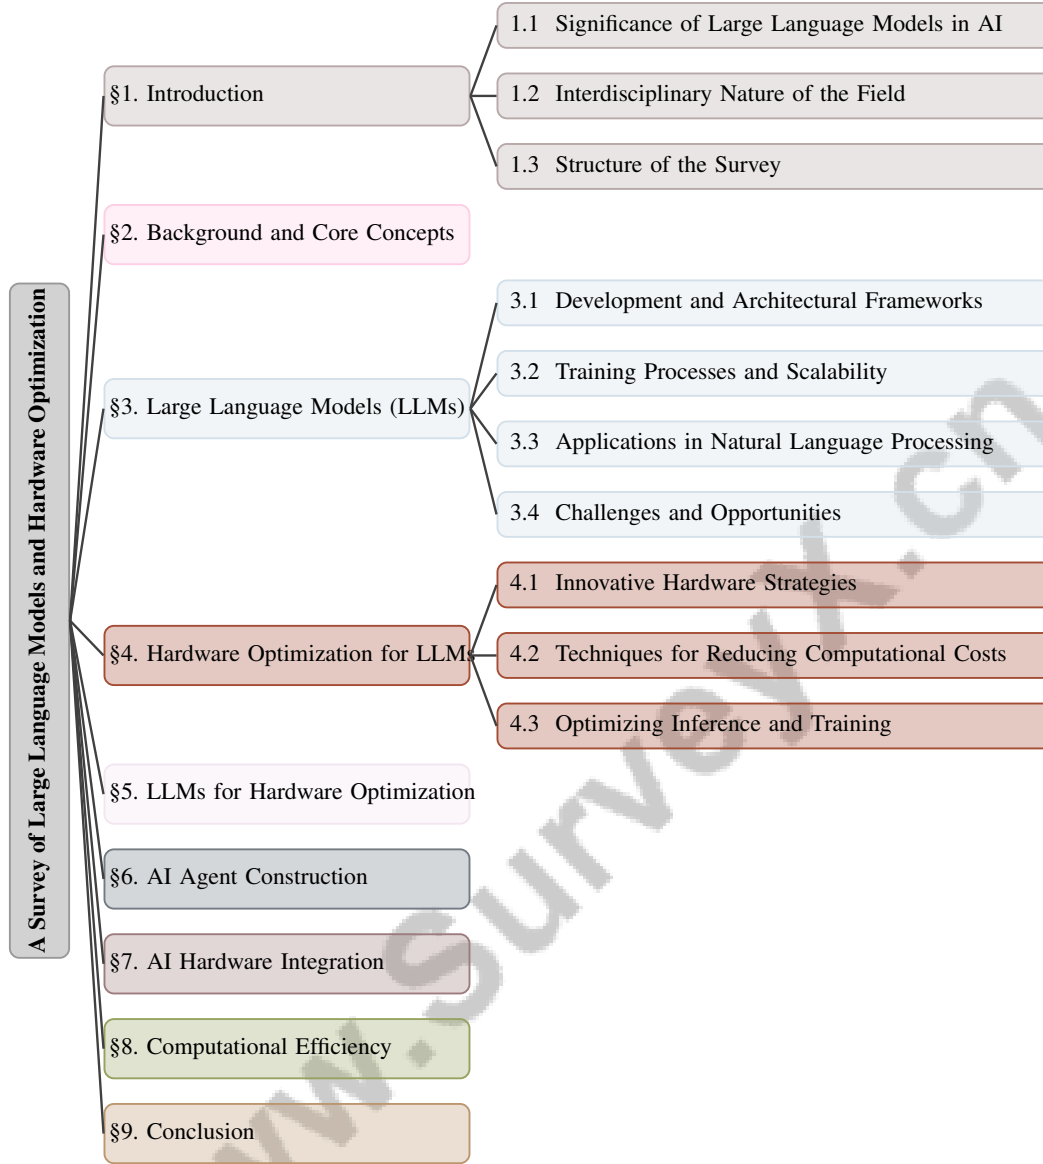 A Survey of Large Language Models and Hardware Optimization
§1. Introduction
1.1 Significance of Large Language Models in AI
1.2 Interdisciplinary Nature of the Field
1.3 Structure of the Survey
§2. Background and Core Concepts
§3. Large Language Models (LLMs)
3.1 Development and Architectural Frameworks
3.2 Training Processes and Scalability
3.3 Applications in Natural Language Processing
3.4 Challenges and Opportunities
§4. Hardware Optimization for LLMs
4.1 Innovative Hardware Strategies
4.2 Techniques for Reducing Computational Costs
4.3 Optimizing Inference and Training
§5. LLMs for Hardware Optimization
§6. AI Agent Construction
§7. AI Hardware Integration
§8. Computational Efficiency
§9. Conclusion
www.Surveyx.cn